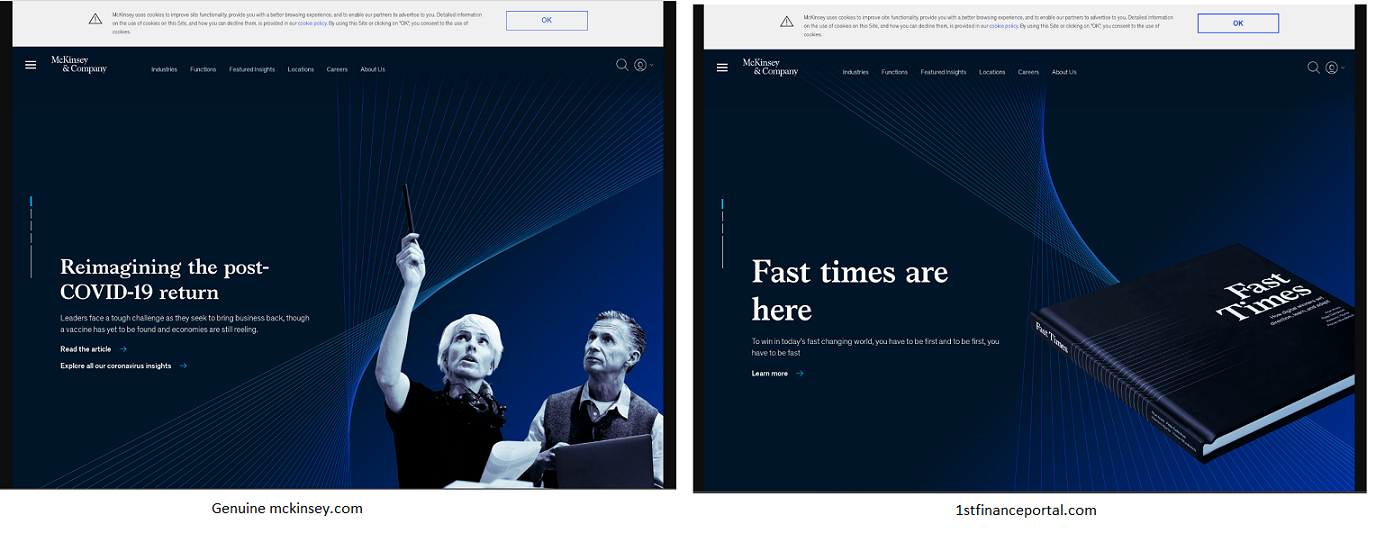 McKinsey uses cookies to improve site functionality, provide you with a better browsing experience, and to enable our partners to advertise to you. Detailed information
on the use of cookies on this Site, and how you can decline them, is provided in our cookie policy. By using this Site or clicking on "OK", you consent to the use of
cookies.
OK
McKinsey
& Company
Industries Functions Featured Insights Locations Careers About Us
Reimagining the post-
COVID-19 return
Leaders face a tough challenge as they seek to bring business back, though
a vaccine has yet to be found and economies are still reeling.
Read the article
Explore all our coronavirus insights
Genuine mckinsey.com
McKinsey uses cookies to improve site functionality, provide you with a better browsing experience, and to enable our partners to advertise to you. Detailed information
on the use of cookies on this Site, and how you can decline them, is provided in our cookie policy. By using this Site or clicking on "OK", you consent to the use of
cookies.
OK
McKinsey
& Company
Industries Functions Featured Insights Locations Careers About Us
Fast times are
here
To win in today's fast changing world, you have to be first and to be first, you
have to be fast
Learn more
Fast
Times
How digital winners set
direction, learn, and adapt
Fast Times
1stfinanceportal.com